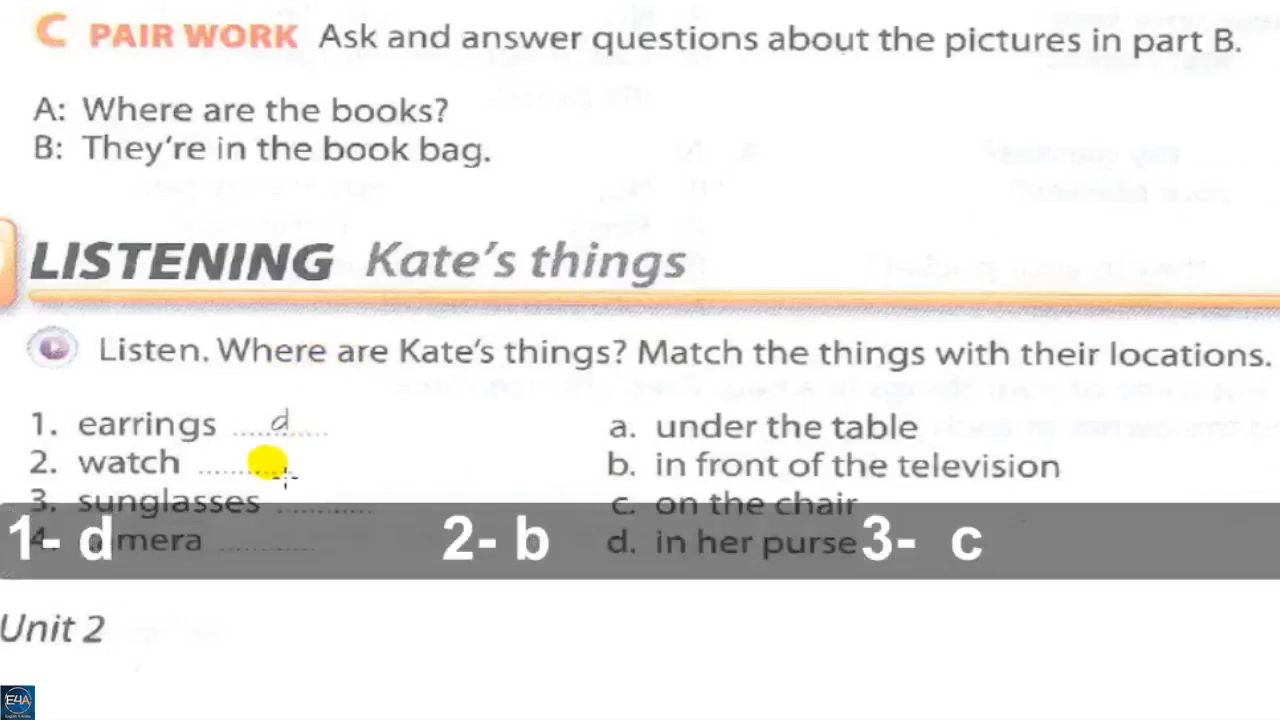 C PAIR WORK Ask and answer questions about the pictures in part B.
A: Where are the books?
B: They're in the book bag.
LISTENING Kate's things
Listen. Where are Kate's things? Match the things with their locations.
1. earrings d
2. watch
3. sunglasses
4. camera
a. under the table
b. in front of the television
c. on the chair
d. in her purse
1- d 2- b 3- c
Unit 2
E4A